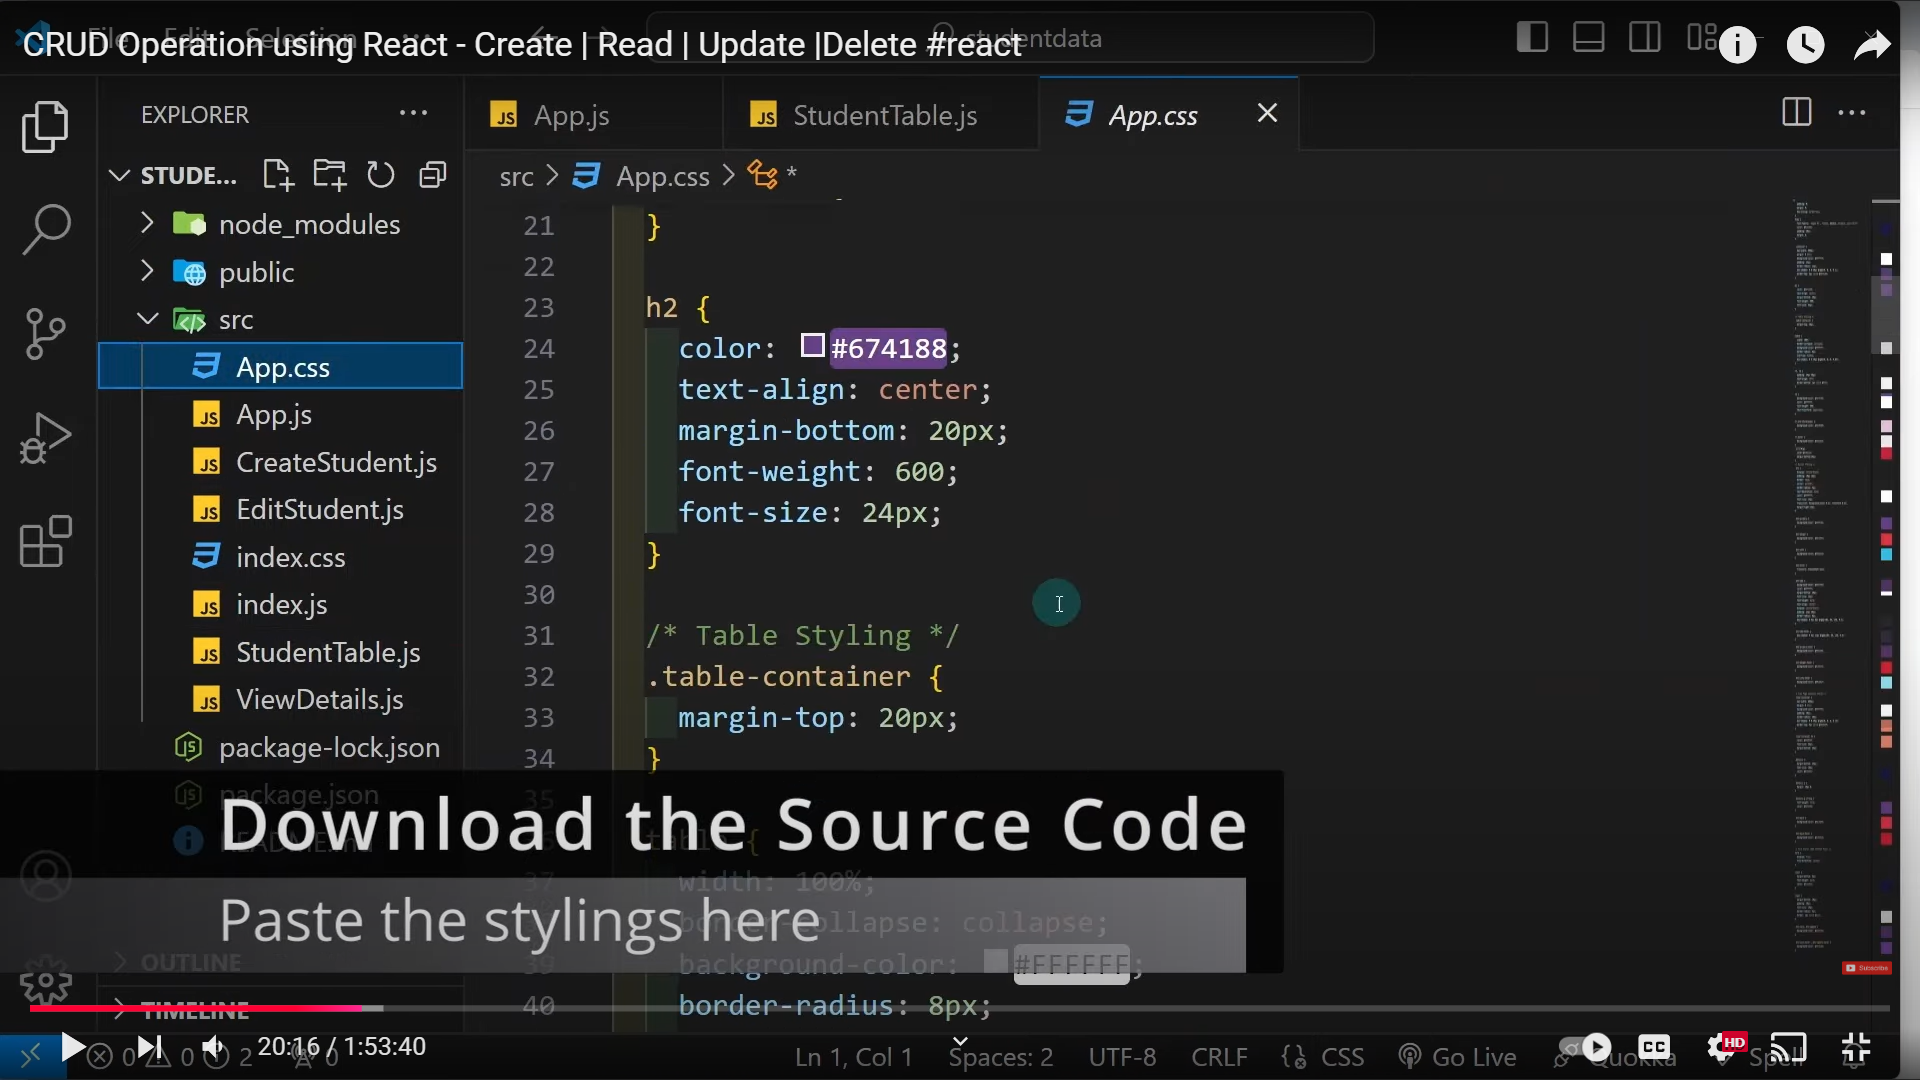 CRUD Operation using React - Create | Read | Update |Delete #react
studentdata
EXPLORER
App.js
StudentTable.js
App.css
STUDE...
src > App.css > *
node_modules
public
src
App.css
App.js
CreateStudent.js
EditStudent.js
index.css
index.js
StudentTable.js
ViewDetails.js
package-lock.json
package.json
OUTLINE
TIMELINE
21 }
22
23 h2 {
24 color: #674188;
25 text-align: center;
26 margin-bottom: 20px;
27 font-weight: 600;
28 font-size: 24px;
29 }
30
31 /* Table Styling */
32 .table-container {
33 margin-top: 20px;
34 }
35
table {
37 width: 100%;
border-collapse: collapse;
39 background-color: #FFFFFF;
40 border-radius: 8px;
Download the Source Code
Paste the stylings here
Subscribe
20:16 / 1:53:40
0 0 2 0
Ln 1, Col 1 Spaces: 2 UTF-8 CRLF CSS Go Live Quokka Spell
CC
HD